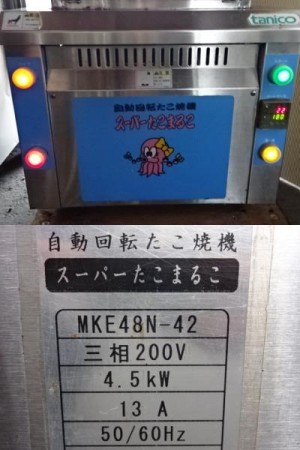 tanico
自動回転たこ焼機
スーパーたこまるこ
自動回転たこ焼機
スーパーたこまるこ
MKE48N-42
三相200V
4.5kW
13 A
50/60Hz